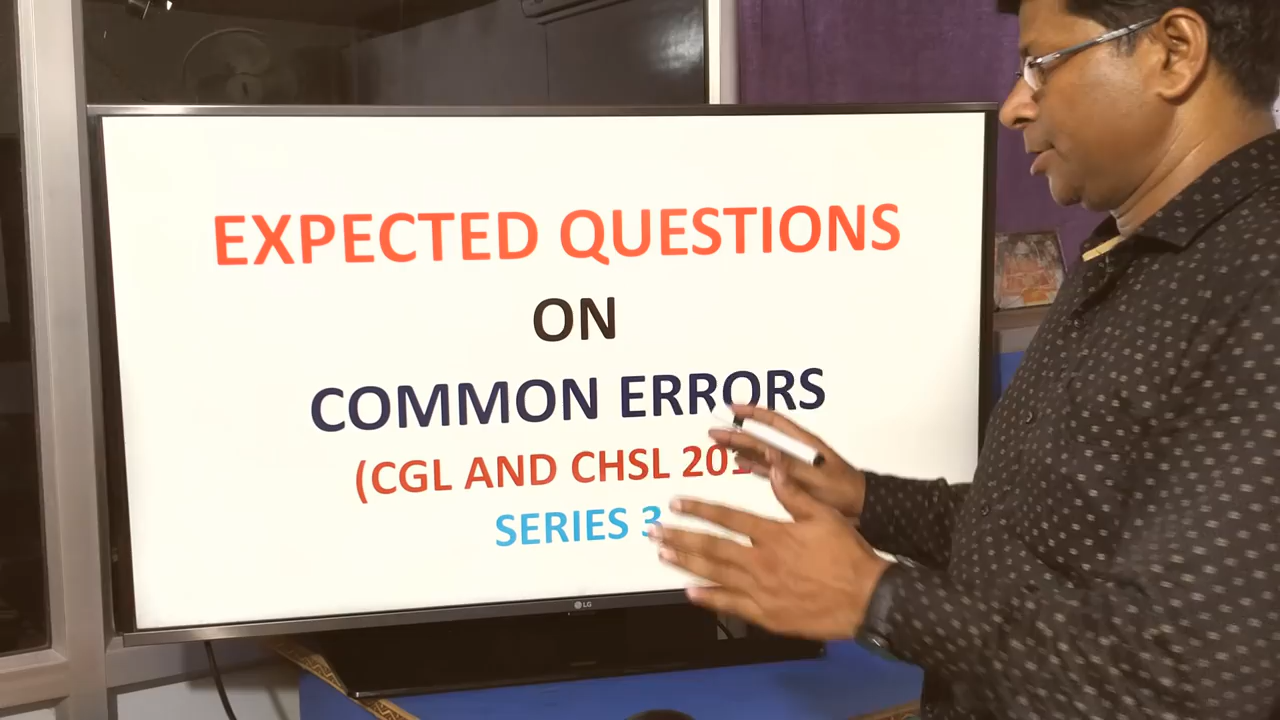 EXPECTED QUESTIONS
ON
COMMON ERRORS
(CGL AND CHSL
SERIES 3
LG